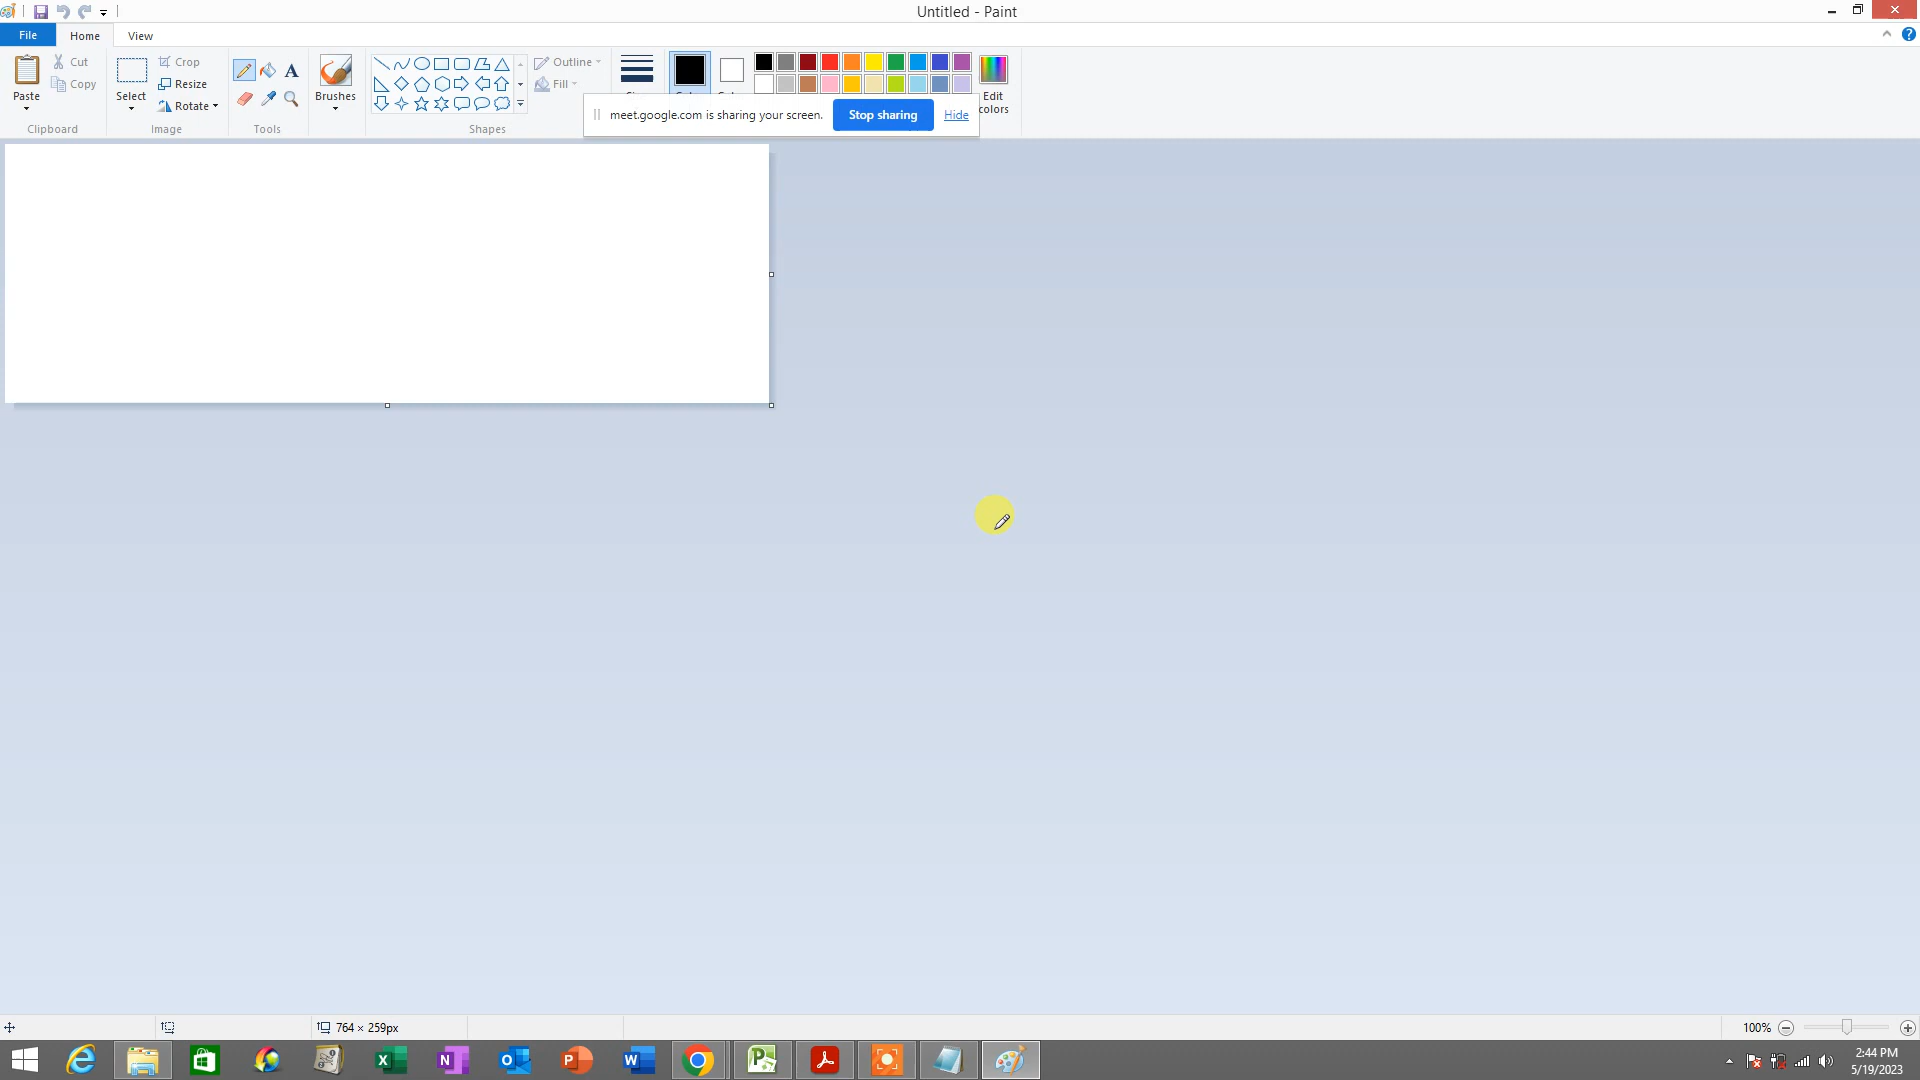 Untitled - Paint
File Home View
Paste
Cut
Copy
Clipboard
Select
Crop
Resize
Rotate
Image
A
Tools
Brushes
Outline
Fill
Shapes
Edit
colors
meet.google.com is sharing your screen. Stop sharing Hide
764 × 259px
100%
2:44 PM
5/19/2023